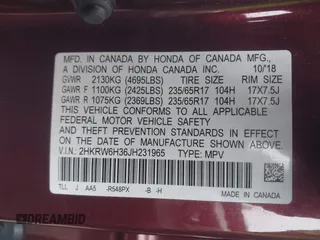 MFD. IN CANADA BY HONDA OF CANADA MFG.,
A DIVISION OF HONDA CANADA INC. 10/18
GVWR 2130KG (4695LBS) TIRE SIZE RIM SIZE
GAWR F 1100KG (2425LBS) 235/65R17 104H 17X7.5J
GAWR R 1075KG (2369LBS) 235/65R17 104H 17X7.5J
THIS VEHICLE CONFORMS TO ALL APPLICABLE
FEDERAL MOTOR VEHICLE SAFETY, BUMPER,
AND THEFT PREVENTION STANDARDS IN EFFECT ON
THE DATE OF MANUFACTURE SHOWN ABOVE.
V.I.N.: 2HKRW6H36JH231965 TYPE: MPV
TLL J AA5 -R548PX -B -H
DREAMBID